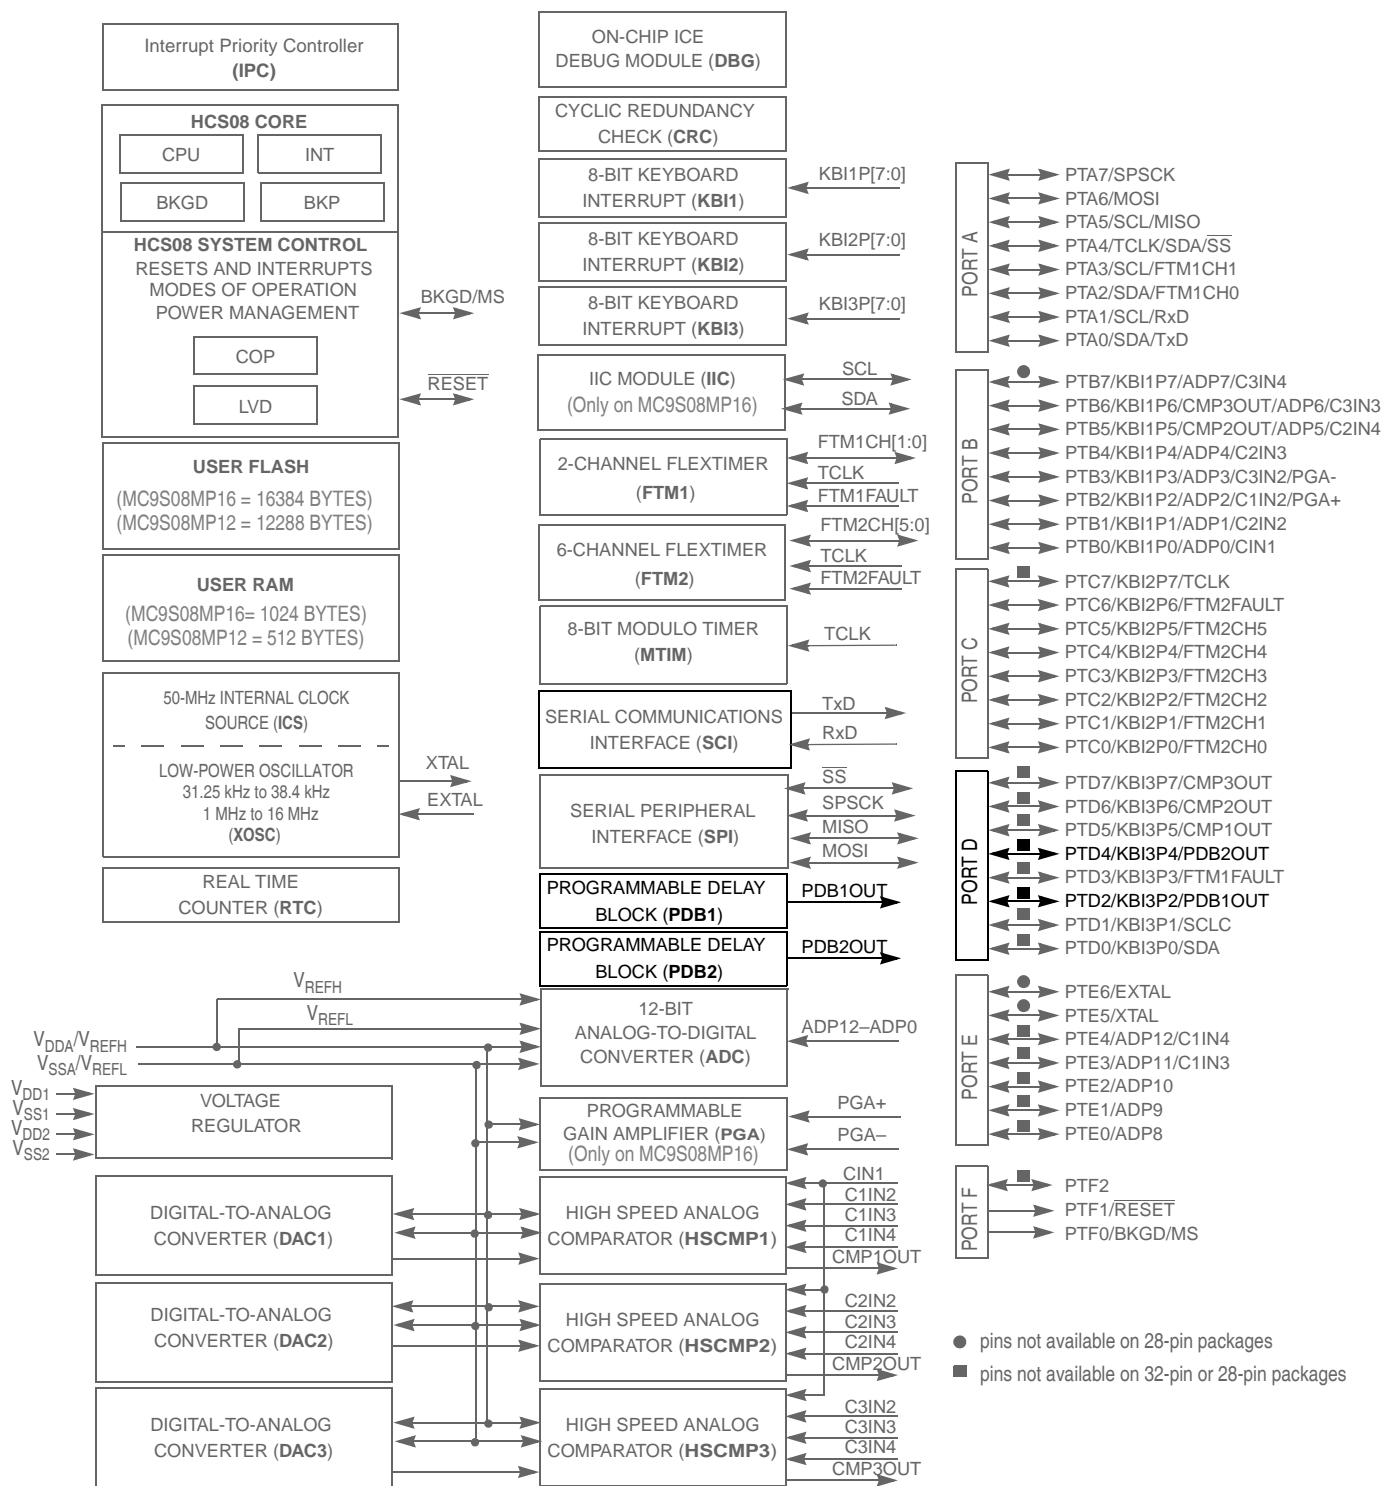 Interrupt Priority Controller
(IPC)
HCS08 CORE
CPU
INT
BKGD
BKP
HCS08 SYSTEM CONTROL
RESETS AND INTERRUPTS
MODES OF OPERATION
POWER MANAGEMENT
COP
LVD
BKGD/MS
RESET
USER FLASH
(MC9S08MP16 = 16384 BYTES)
(MC9S08MP12 = 12288 BYTES)
USER RAM
(MC9S08MP16= 1024 BYTES)
(MC9S08MP12 = 512 BYTES)
50-MHz INTERNAL CLOCK
SOURCE (ICS)
LOW-POWER OSCILLATOR
31.25 kHz to 38.4 kHz
1 MHz to 16 MHz
(XOSC)
XTAL
EXTAL
REAL TIME
COUNTER (RTC)
VREFH
VREFL
VDDA/VREFH
VSSA/VREFL
VDD1
VSS1
VDD2
VSS2
VOLTAGE
REGULATOR
DIGITAL-TO-ANALOG
CONVERTER (DAC1)
DIGITAL-TO-ANALOG
CONVERTER (DAC2)
DIGITAL-TO-ANALOG
CONVERTER (DAC3)
ON-CHIP ICE
DEBUG MODULE (DBG)
CYCLIC REDUNDANCY
CHECK (CRC)
8-BIT KEYBOARD
INTERRUPT (KBI1)
KBI1P[7:0]
8-BIT KEYBOARD
INTERRUPT (KBI2)
KBI2P[7:0]
8-BIT KEYBOARD
INTERRUPT (KBI3)
KBI3P[7:0]
IIC MODULE (IIC)
(Only on MC9S08MP16)
SCL
SDA
2-CHANNEL FLEXTIMER
(FTM1)
FTM1CH[1:0]
TCLK
FTM1FAULT
6-CHANNEL FLEXTIMER
(FTM2)
FTM2CH[5:0]
TCLK
FTM2FAULT
8-BIT MODULO TIMER
(MTIM)
TCLK
SERIAL COMMUNICATIONS
INTERFACE (SCI)
TxD
RxD
SERIAL PERIPHERAL
INTERFACE (SPI)
SS
SPSCK
MISO
MOSI
PROGRAMMABLE DELAY
BLOCK (PDB1)
PDB1OUT
PROGRAMMABLE DELAY
BLOCK (PDB2)
PDB2OUT
12-BIT
ANALOG-TO-DIGITAL
CONVERTER (ADC)
ADP12–ADP0
PROGRAMMABLE
GAIN AMPLIFIER (PGA)
(Only on MC9S08MP16)
PGA+
PGA–
HIGH SPEED ANALOG
COMPARATOR (HSCMP1)
CIN1
C1IN2
C1IN3
C1IN4
CMP1OUT
HIGH SPEED ANALOG
COMPARATOR (HSCMP2)
C2IN2
C2IN3
C2IN4
CMP2OUT
HIGH SPEED ANALOG
COMPARATOR (HSCMP3)
C3IN2
C3IN3
C3IN4
CMP3OUT
PORT A
PTA7/SPSCK
PTA6/MOSI
PTA5/SCL/MISO
PTA4/TCLK/SDA/SS
PTA3/SCL/FTM1CH1
PTA2/SDA/FTM1CH0
PTA1/SCL/RxD
PTA0/SDA/TxD
PORT B
PTB7/KBI1P7/ADP7/C3IN4
PTB6/KBI1P6/CMP3OUT/ADP6/C3IN3
PTB5/KBI1P5/CMP2OUT/ADP5/C2IN4
PTB4/KBI1P4/ADP4/C2IN3
PTB3/KBI1P3/ADP3/C3IN2/PGA-
PTB2/KBI1P2/ADP2/C1IN2/PGA+
PTB1/KBI1P1/ADP1/C2IN2
PTB0/KBI1P0/ADP0/CIN1
PORT C
PTC7/KBI2P7/TCLK
PTC6/KBI2P6/FTM2FAULT
PTC5/KBI2P5/FTM2CH5
PTC4/KBI2P4/FTM2CH4
PTC3/KBI2P3/FTM2CH3
PTC2/KBI2P2/FTM2CH2
PTC1/KBI2P1/FTM2CH1
PTC0/KBI2P0/FTM2CH0
PORT D
PTD7/KBI3P7/CMP3OUT
PTD6/KBI3P6/CMP2OUT
PTD5/KBI3P5/CMP1OUT
PTD4/KBI3P4/PDB2OUT
PTD3/KBI3P3/FTM1FAULT
PTD2/KBI3P2/PDB1OUT
PTD1/KBI3P1/SCLC
PTD0/KBI3P0/SDA
PORT E
PTE6/EXTAL
PTE5/XTAL
PTE4/ADP12/C1IN4
PTE3/ADP11/C1IN3
PTE2/ADP10
PTE1/ADP9
PTE0/ADP8
PORT F
PTF2
PTF1/RESET
PTF0/BKGD/MS
pins not available on 28-pin packages
pins not available on 32-pin or 28-pin packages